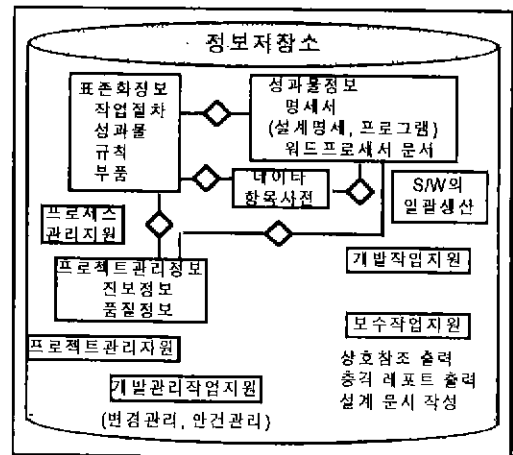 정보저장소
표존화정보
작업절차
성과물
규칙
부품
성과물정보
명세서
(설계명세, 프로그램)
워드프로세서 문서
데이타
항목사전
S/W의
일괄생산
프로세스
관리지원
개발작업지원
프로젝트관리정보
진보정보
품질정보
보수작업지원
프로젝트관리지원
상호참조 출력
충격 레포트 출력
설계 문서 작성
개발관리작업지원
(변경관리, 안건관리)